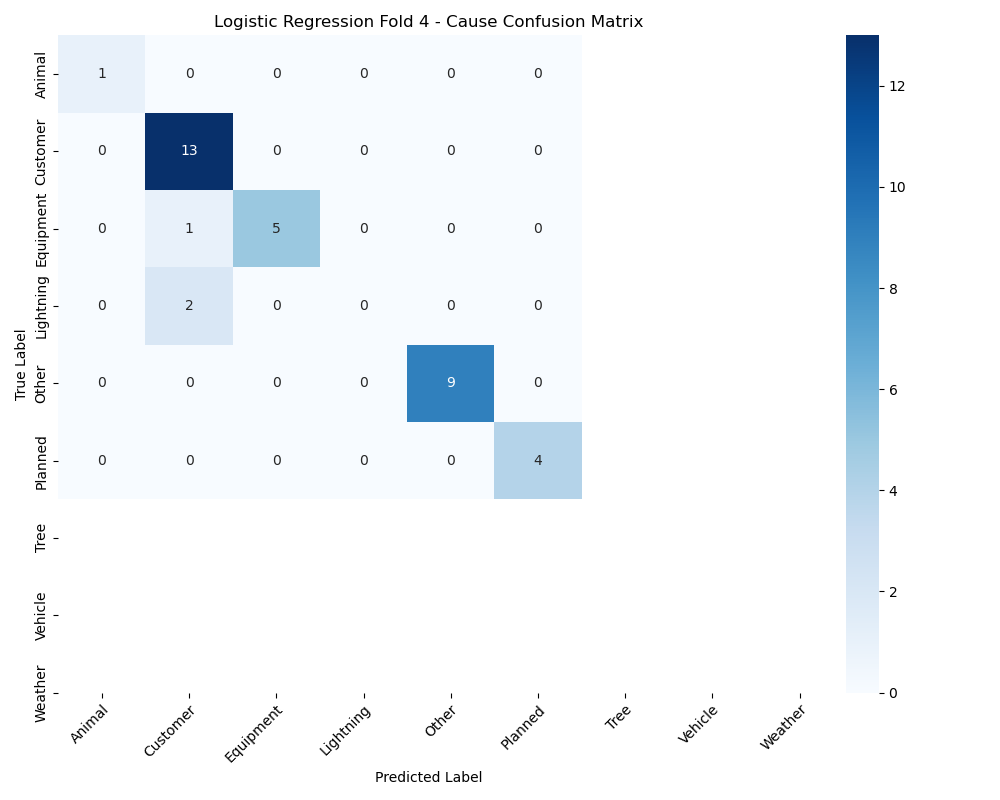 Logistic Regression Fold 4 - Cause Confusion Matrix
True Label
Animal
1 0 0 0 0 0
Customer
0 13 0 0 0 0
Equipment
0 1 5 0 0 0
Lightning
0 2 0 0 0 0
Other
0 0 0 0 9 0
Planned
0 0 0 0 0 4
Tree
Vehicle
Weather
Animal Customer Equipment Lightning Other Planned Tree Vehicle Weather
Predicted Label
12
10
8
6
4
2
0